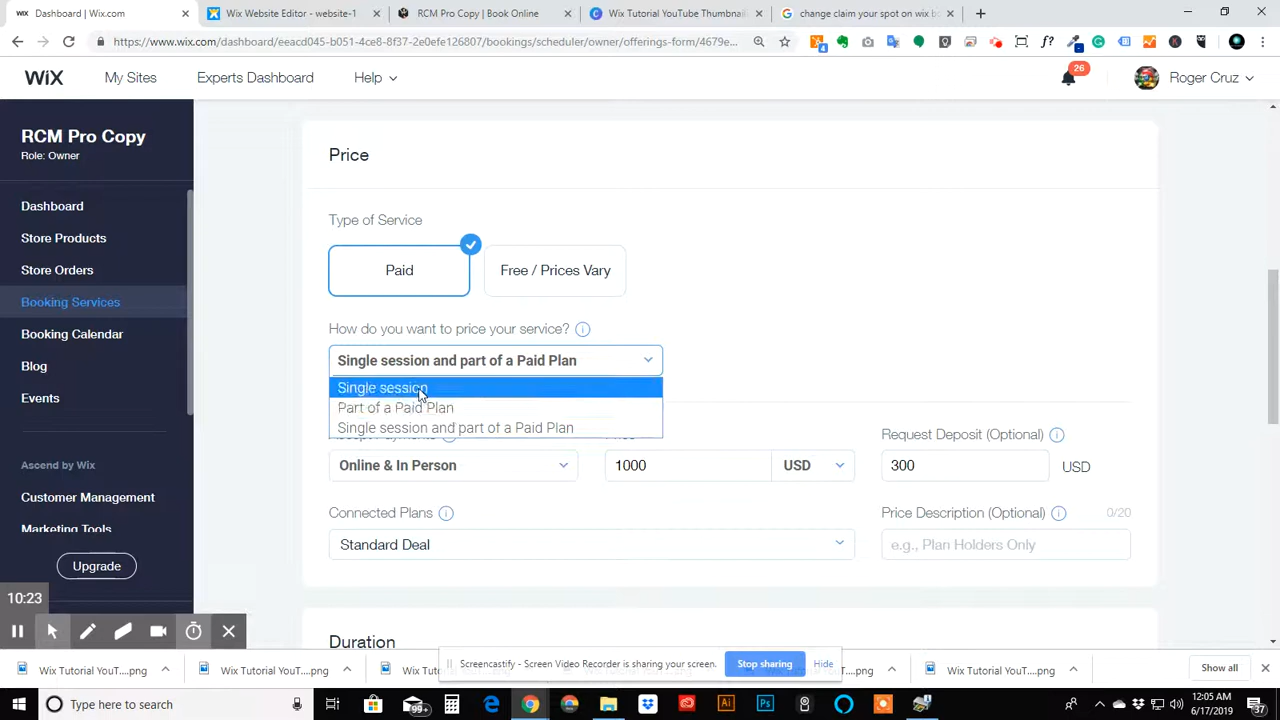 Dashboard | Wix.com
Wix Website Editor - website-1
RCM Pro Copy | Book Online
Wix Tutorial YouTube Thumbnail
change claim your spot on wix bo
https://www.wix.com/dashboard/eeacd045-b051-4ce8-8f37-2e0efe126807/bookings/scheduler/owner/offerings-form/4679e...
WiX
My Sites
Experts Dashboard
Help
26
Roger Cruz
RCM Pro Copy
Role: Owner
Dashboard
Store Products
Store Orders
Booking Services
Booking Calendar
Blog
Events
Ascend by Wix
Customer Management
Marketing Tools
Upgrade
Price
Type of Service
Paid
Free / Prices Vary
How do you want to price your service?
Single session and part of a Paid Plan
Single session
Part of a Paid Plan
Single session and part of a Paid Plan
Request Deposit (Optional)
Online & In Person
1000
USD
300
USD
Connected Plans
Price Description (Optional)
0/20
Standard Deal
e.g., Plan Holders Only
Duration
10:23
Screencastify - Screen Video Recorder is sharing your screen.
Stop sharing
Hide
Wix Tutorial YouT....png
Wix Tutorial YouT....png
Wix Tutorial YouT....png
Wix Tutorial YouT....png
Show all
Type here to search
99+
12:05 AM
6/17/2019
37